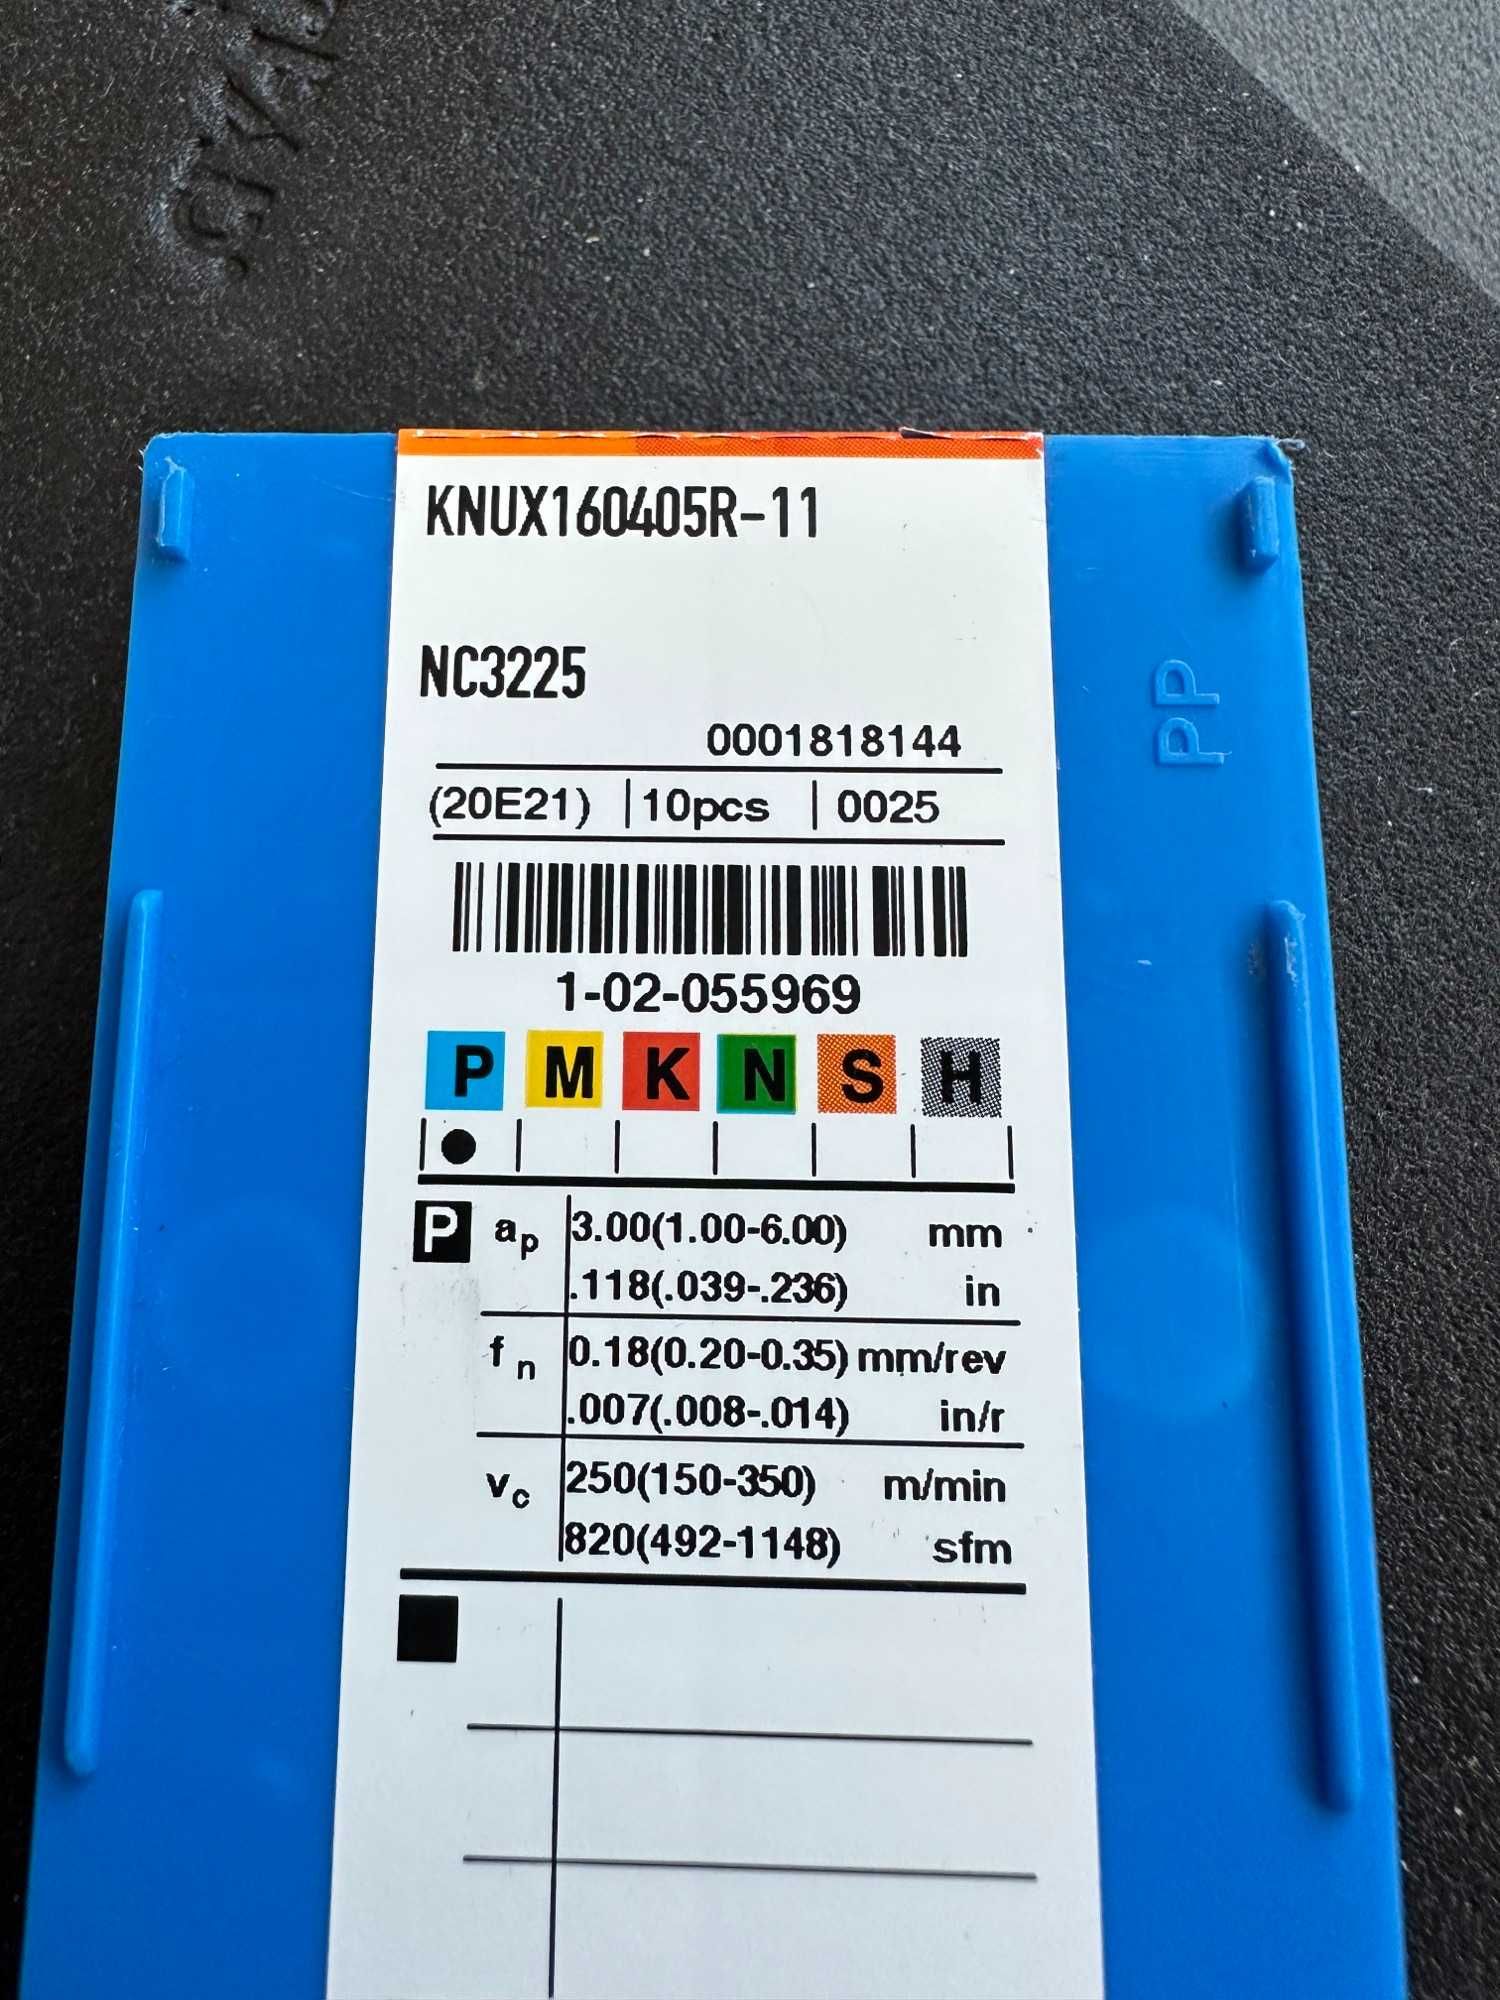 KNUX160405R-11
NC3225
0001818144
(20E21) | 10pcs | 0025
1-02-055969
P M K N S H
P ap 3.00(1.00-6.00) mm
.118(.039-.236) in
fn 0.18(0.20-0.35) mm/rev
.007(.008-.014) in/r
vc 250(150-350) m/min
820(492-1148) sfm
PP